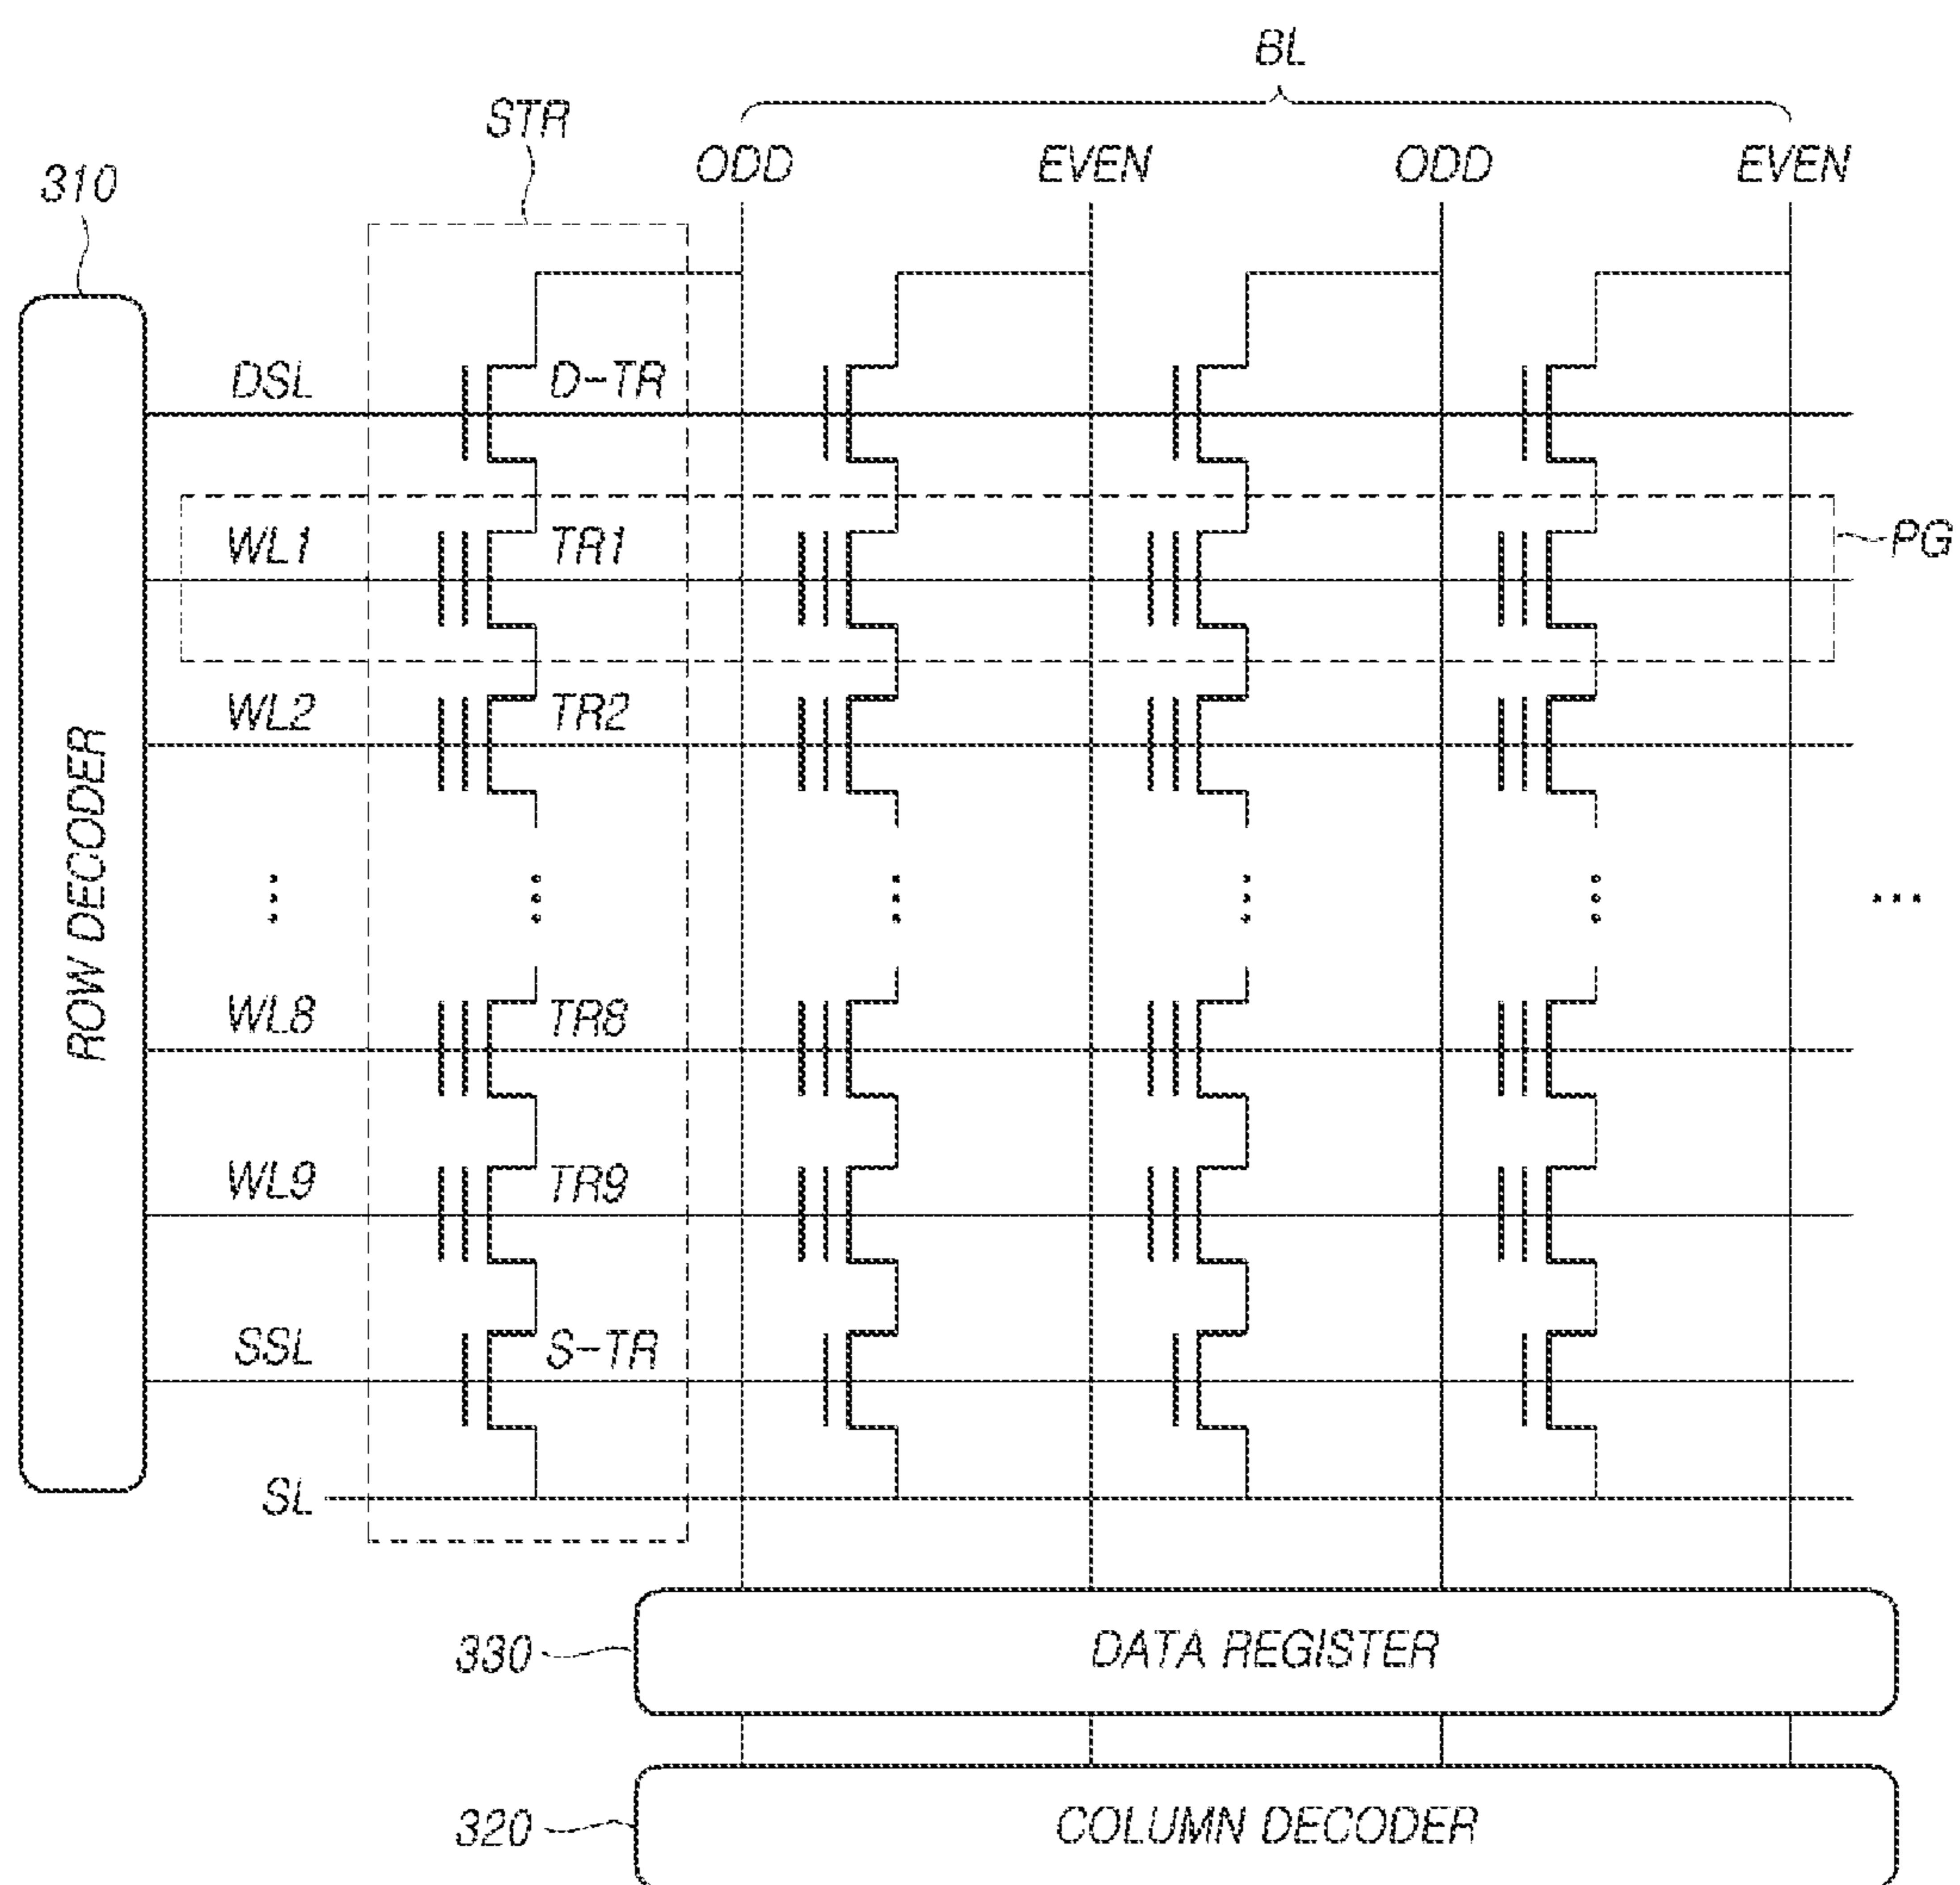 BL
STR
ODD EVEN ODD EVEN
310
DSL D-TR
WL1 TR1 PG
WL2 TR2
ROW DECODER
WL8 TR8
WL9 TR9
SSL S-TR
SL
330 DATA REGISTER
320 COLUMN DECODER